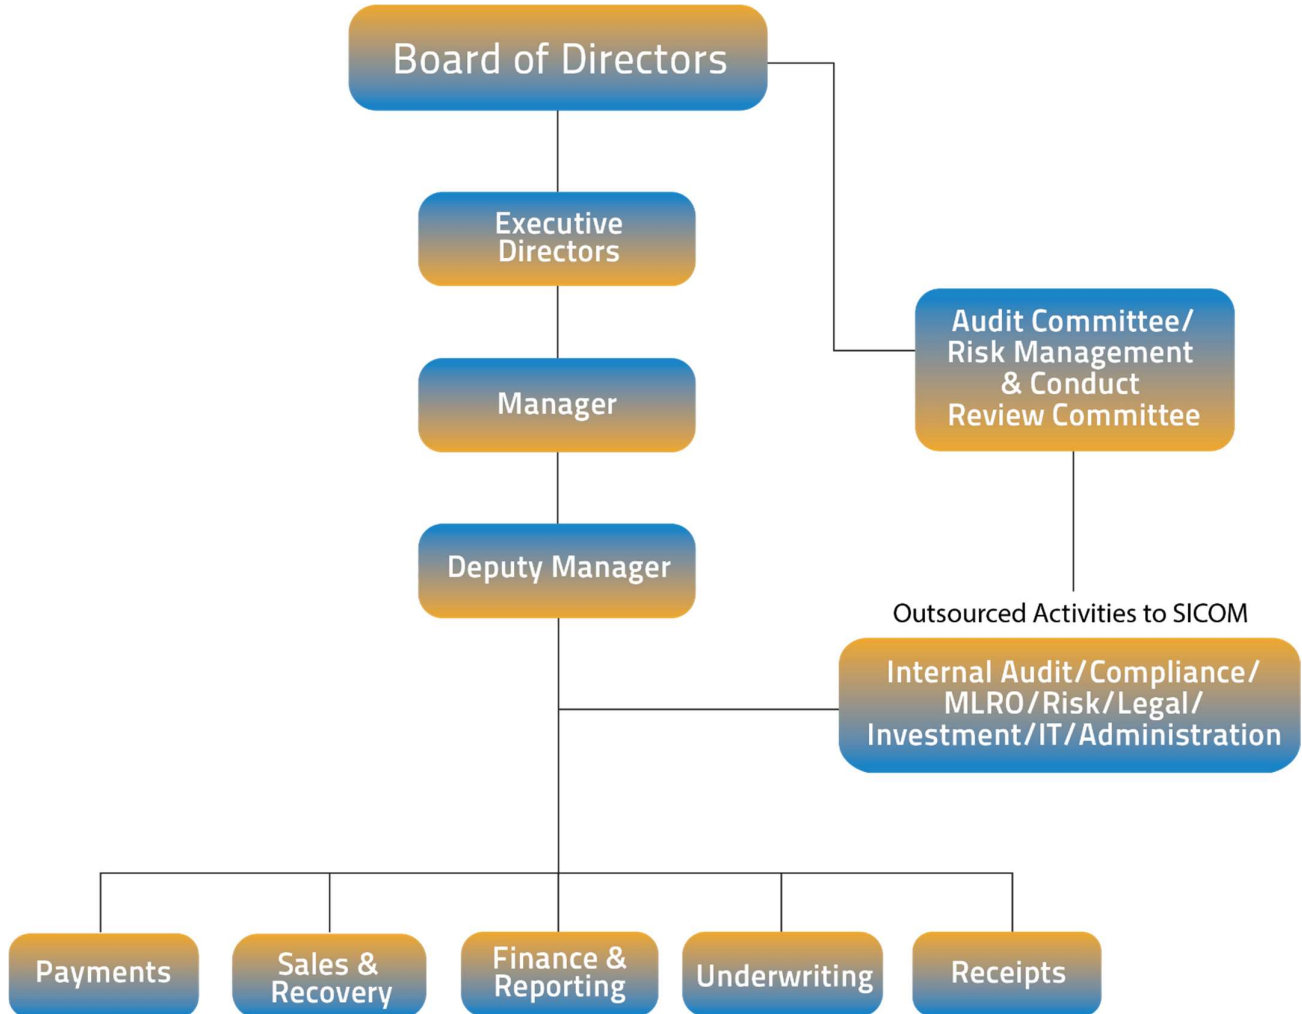 Board of Directors
Executive
Directors
Audit Committee/
Risk Management
& Conduct
Review Committee
Manager
Deputy Manager
Outsourced Activities to SICOM
Internal Audit/Compliance/
MLRO/Risk/Legal/
Investment/IT/Administration
Payments
Sales &
Recovery
Finance &
Reporting
Underwriting
Receipts